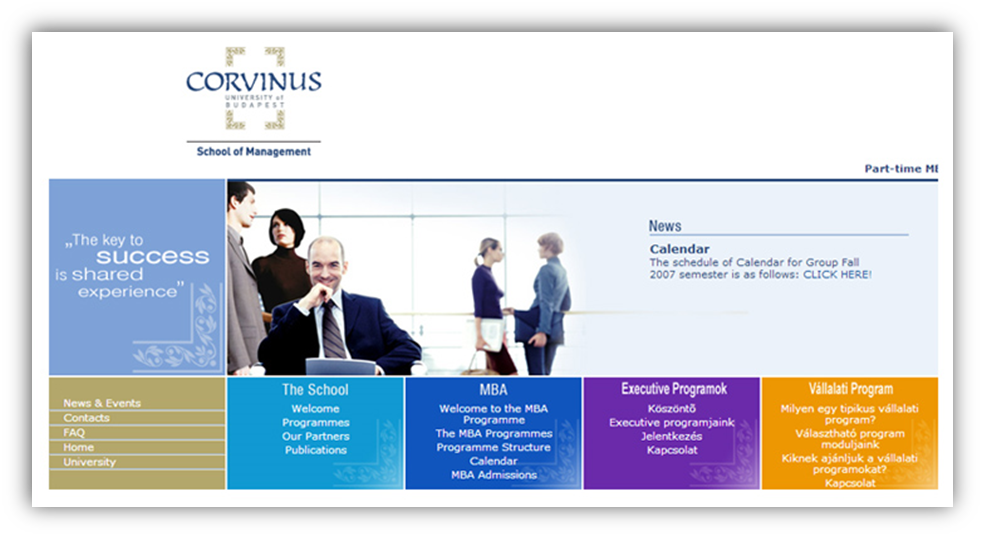 CORVINUS
UNIVERSITY of
BUDAPEST
School of Management
Part-time
„The key to
success
is shared
experience”
News
Calendar
The schedule of Calendar for Group Fall
2007 semester is as follows: CLICK HERE!
News & Events
Contacts
FAQ
Home
University
The School
Welcome
Programmes
Our Partners
Publications
MBA
Welcome to the MBA
Programme
The MBA Programmes
Programme Structure
Calendar
MBA Admissions
Executive Programok
Köszöntő
Executive programjaink
Jelentkezés
Kapcsolat
Vállalati Program
Milyen egy tipikus vállalati
program?
Választható program
moduljaink
Kiknek ajánljuk a vállalati
programokat?
Kapcsolat